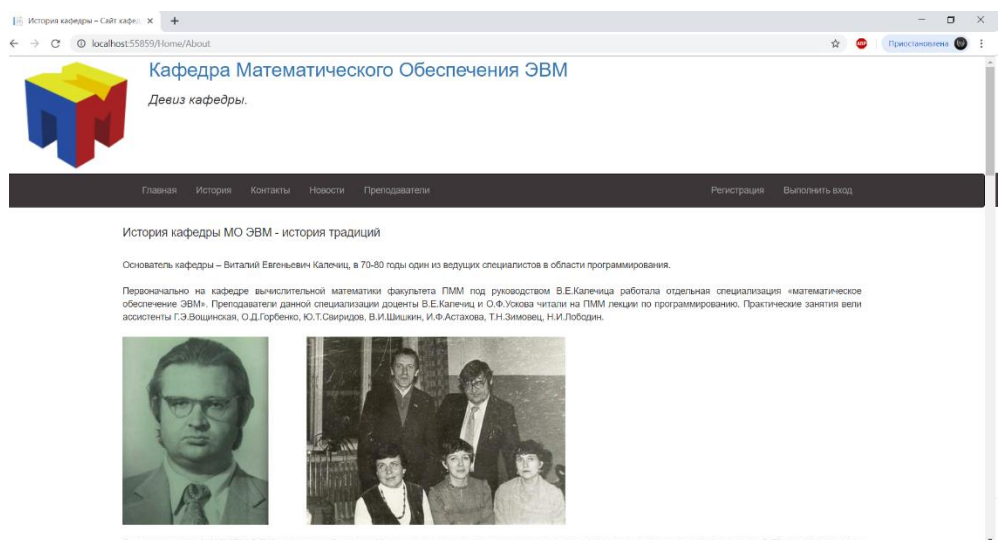 История кафедры – Сайт кафед
localhost:55859/Home/About
ABP
Приостановлена
Кафедра Математического Обеспечения ЭВМ
Девиз кафедры.
Главная История Контакты Новости Преподаватели Регистрация Выполнить вход
История кафедры МО ЭВМ - история традиций
Основатель кафедры – Виталий Евгеньевич Капечиц, в 70-80 годы один из ведущих специалистов в области программирования.
Первоначально на кафедре вычислительной математики факультета ПММ под руководством В.Е.Капечица работала отдельная специализация «математическое
обеспечение ЭВМ». Преподаватели данной специализации доценты В.Е.Капечиц и О.Ф.Ускова читали на ПММ лекции по программированию. Практические занятия вели
ассистенты Г.Э.Вощинская, О.Д.Горбенко, Ю.Т.Свиридов, В.И.Шишкин, И.Ф.Астахова, Т.Н.Зимовец, Н.И.Лободин.